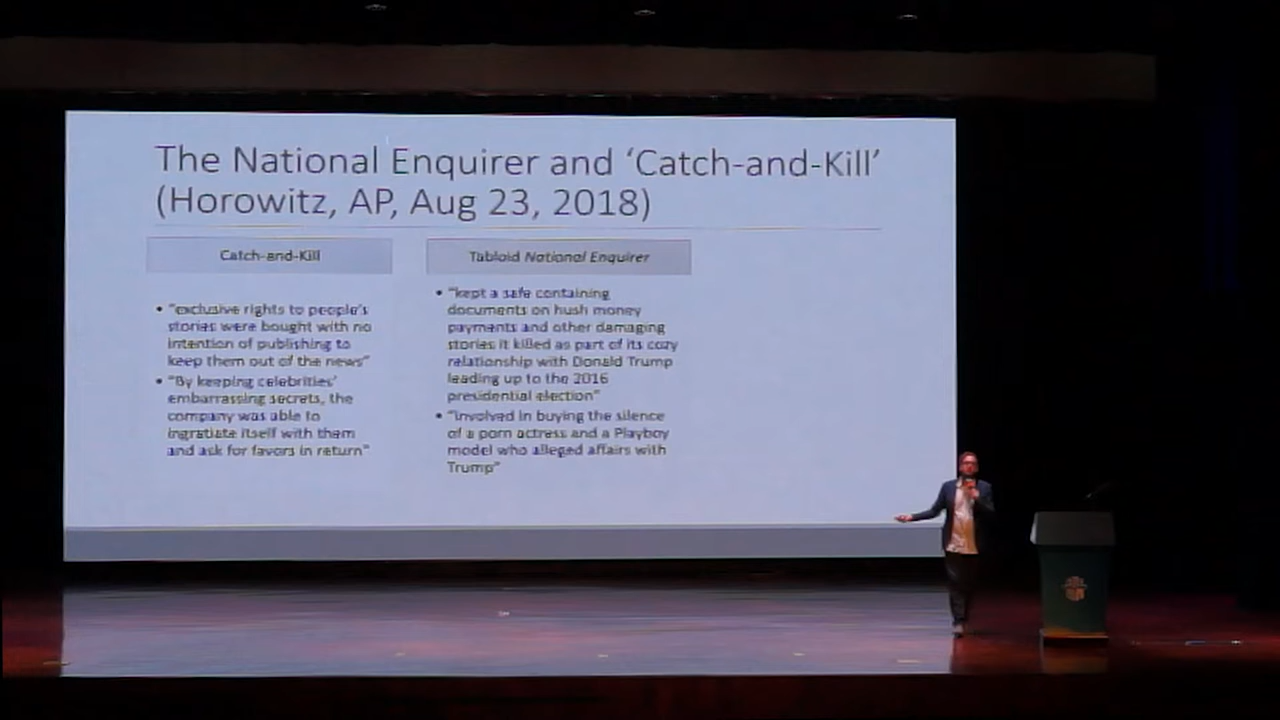 The National Enquirer and ‘Catch-and-Kill’
(Horowitz, AP, Aug 23, 2018)
Catch-and-Kill
• “exclusive rights to people’s
stories were bought with no
intention of publishing to
keep them out of the news”
• “By keeping celebrities’
embarrassing secrets, the
company was able to
ingratiate itself with them
and ask for favors in return”
Tabloid National Enquirer
• “kept a safe containing
documents on hush money
payments and other damaging
stories it killed as part of its cozy
relationship with Donald Trump
leading up to the 2016
presidential election”
• “Involved in buying the silence
of a porn actress and a Playboy
model who alleged affairs with
Trump”